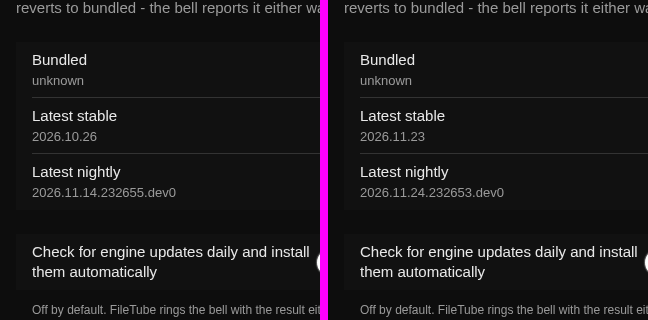 reverts to bundled - the bell reports it either
Bundled
unknown
Latest stable
2026.10.26
Latest nightly
2026.11.14.232655.dev0
Check for engine updates daily and install
them automatically
Off by default. FileTube rings the bell with the result
reverts to bundled - the bell reports it either
Bundled
unknown
Latest stable
2026.11.23
Latest nightly
2026.11.24.232653.dev0
Check for engine updates daily and install
them automatically
Off by default. FileTube rings the bell with the result